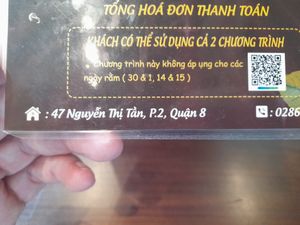 TỔNG HOÁ ĐƠN THANH TOÁN
KHÁCH CÓ THỂ SỬ DỤNG CẢ 2 CHƯƠNG TRÌNH
• Chương trình này không áp ụng cho các
ngày rằm ( 30 & 1, 14 & 15 )
: 47 Nguyễn Thị Tần, P.2, Quận 8
: 0286